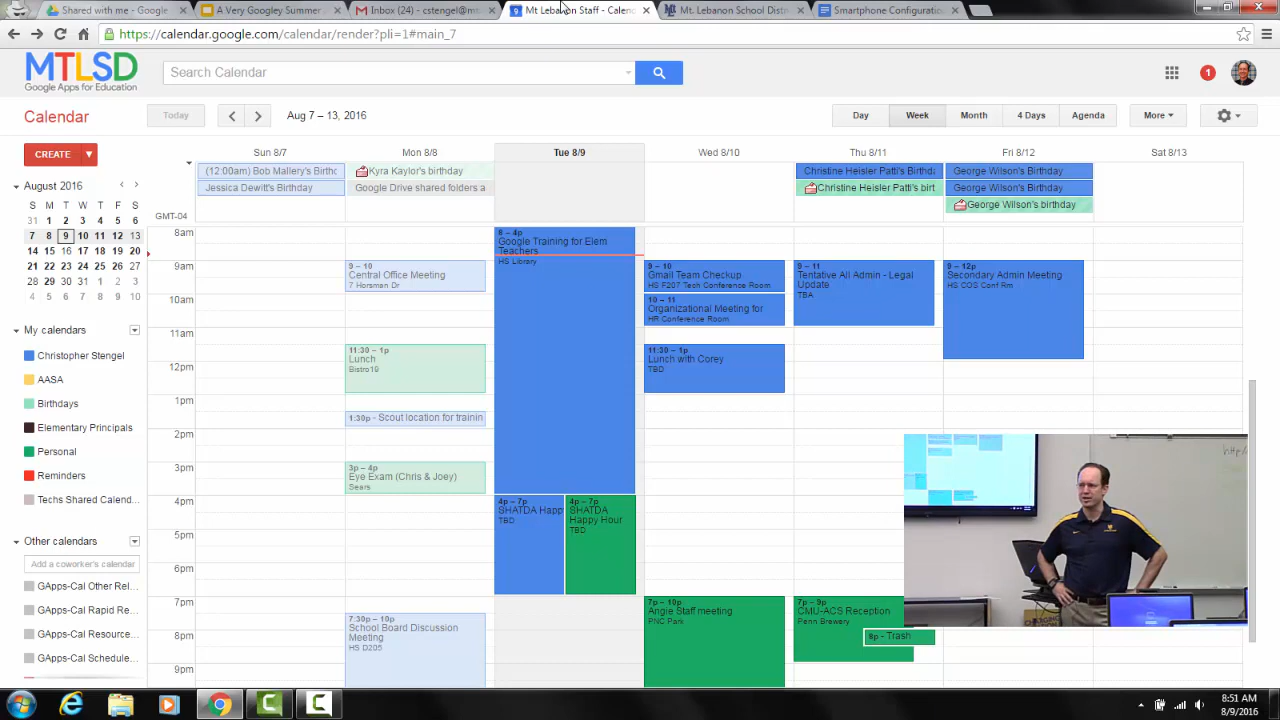 Shared with me - Google
A Very Googley Summer
Inbox (24) - cstengel@mt
Mt Lebanon Staff - Calend
Mt. Lebanon School Distr
Smartphone Configuratio
https://calendar.google.com/calendar/render?pli=1#main_7
MTLSD
Google Apps for Education
Search Calendar
1
Calendar
Today
Aug 7 – 13, 2016
Day
Week
Month
4 Days
Agenda
More
CREATE
August 2016
S M T W T F S
31 1 2 3 4 5 6
7 8 9 10 11 12 13
14 15 16 17 18 19 20
21 22 23 24 25 26 27
28 29 30 31 1 2 3
4 5 6 7 8 9 10
My calendars
Christopher Stengel
AASA
Birthdays
Elementary Principals
Personal
Reminders
Techs Shared Calend...
Other calendars
Add a coworker's calendar
GApps-Cal Other Rel...
GApps-Cal Rapid Re...
GApps-Cal Resource...
GApps-Cal Schedule...
Sun 8/7
Mon 8/8
Tue 8/9
Wed 8/10
Thu 8/11
Fri 8/12
Sat 8/13
GMT-04
(12:00am) Bob Mallery's Birthd
Jessica Dewitt's Birthday
Kyra Kaylor's birthday
Google Drive shared folders a
Christine Heisler Patti's Birthda
Christine Heisler Patti's birt
George Wilson's Birthday
George Wilson's Birthday
George Wilson's birthday
8am
9am
10am
11am
12pm
1pm
2pm
3pm
4pm
5pm
6pm
7pm
8pm
9pm
9 – 10
Central Office Meeting
7 Horsman Dr
11:30 – 1p
Lunch
Bistro19
1:30p - Scout location for trainin
3p – 4p
Eye Exam (Chris & Joey)
Sears
7:30p – 10p
School Board Discussion
Meeting
HS D205
8 – 4p
Google Training for Elem
Teachers
HS Library
4p – 7p
SHATDA Happ
TBD
4p – 7p
SHATDA
Happy Hour
TBD
9 – 10
Gmail Team Checkup
HS F207 Tech Conference Room
10 – 11
Organizational Meeting for
HR Conference Room
11:30 – 1p
Lunch with Corey
TBD
7p – 10p
Angie Staff meeting
PNC Park
9 – 11
Tentative All Admin - Legal
Update
TBA
7p – 9p
CMU-ACS Reception
Penn Brewery
8p - Trash
9 – 12p
Secondary Admin Meeting
HS COS Conf Rm
8:51 AM
8/9/2016